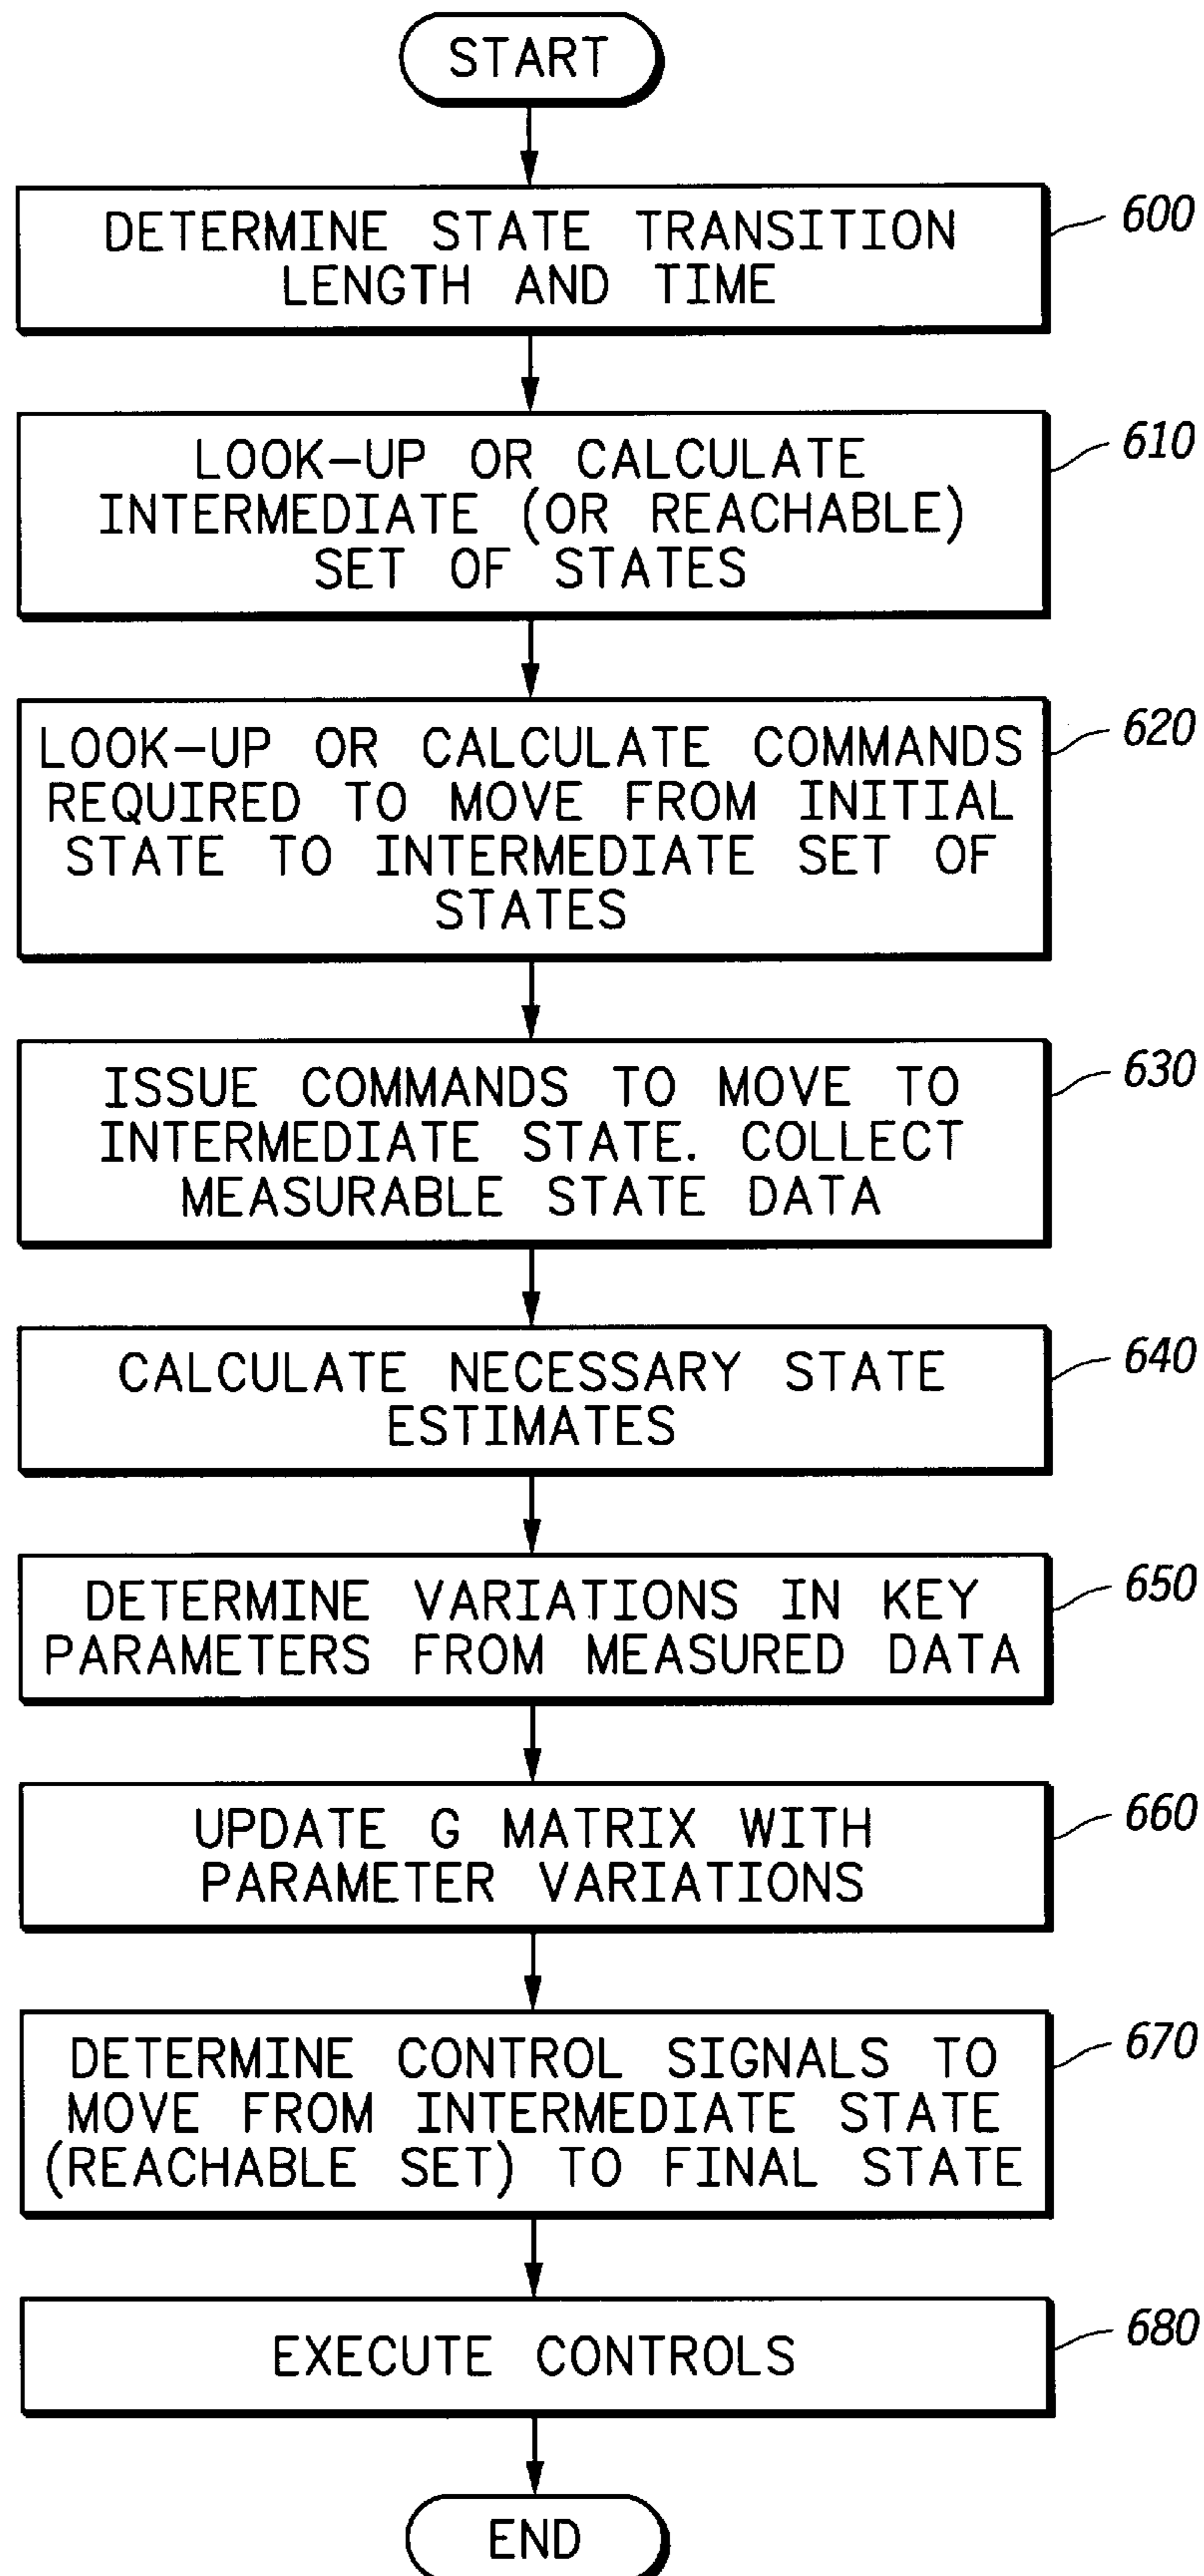 START
DETERMINE STATE TRANSITION
LENGTH AND TIME
600
LOOK-UP OR CALCULATE
INTERMEDIATE (OR REACHABLE)
SET OF STATES
610
LOOK-UP OR CALCULATE COMMANDS
REQUIRED TO MOVE FROM INITIAL
STATE TO INTERMEDIATE SET OF
STATES
620
ISSUE COMMANDS TO MOVE TO
INTERMEDIATE STATE. COLLECT
MEASURABLE STATE DATA
630
CALCULATE NECESSARY STATE
ESTIMATES
640
DETERMINE VARIATIONS IN KEY
PARAMETERS FROM MEASURED DATA
650
UPDATE G MATRIX WITH
PARAMETER VARIATIONS
660
DETERMINE CONTROL SIGNALS TO
MOVE FROM INTERMEDIATE STATE
(REACHABLE SET) TO FINAL STATE
670
EXECUTE CONTROLS
680
END